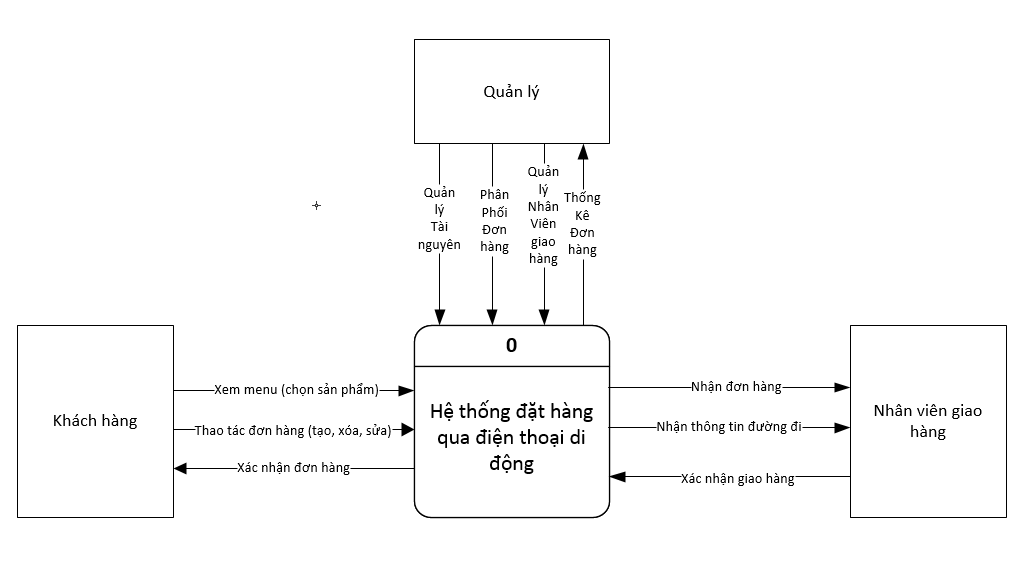 Quản lý
Quản
lý
Tài
nguyên
Phân
Phối
Đơn
hàng
Quản
lý
Nhân
Viên
giao
hàng
Thống
Kê
Đơn
hàng
Khách hàng
Xem menu (chọn sản phẩm)
Thao tác đơn hàng (tạo, xóa, sửa)
Xác nhận đơn hàng
0
Hệ thống đặt hàng
qua điện thoại di
động
Nhận đơn hàng
Nhận thông tin đường đi
Xác nhận giao hàng
Nhân viên giao
hàng